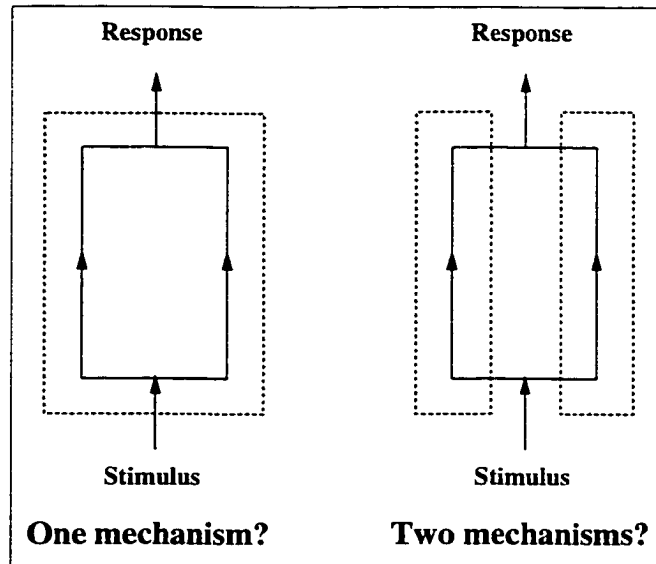 Response
Response
Stimulus
Stimulus
One mechanism?
Two mechanisms?